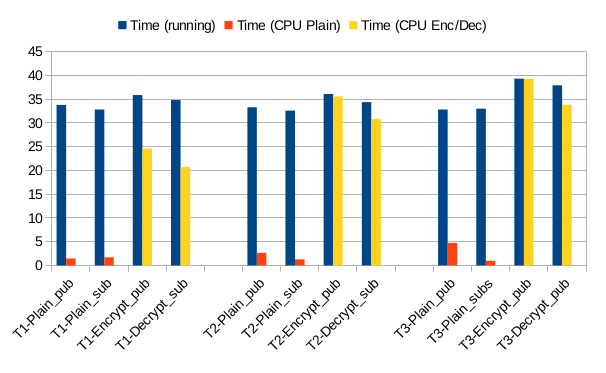 Time (running) Time (CPU Plain) Time (CPU Enc/Dec)
45
40
35
30
25
20
15
10
5
0
T1-Plain_pub
T1-Plain_sub
T1-Encrypt_pub
T1-Decrypt_sub
T2-Plain_pub
T2-Plain_sub
T2-Encrypt_pub
T2-Decrypt_sub
T3-Plain_pub
T3-Plain_subs
T3-Encrypt_pub
T3-Decrypt_pub